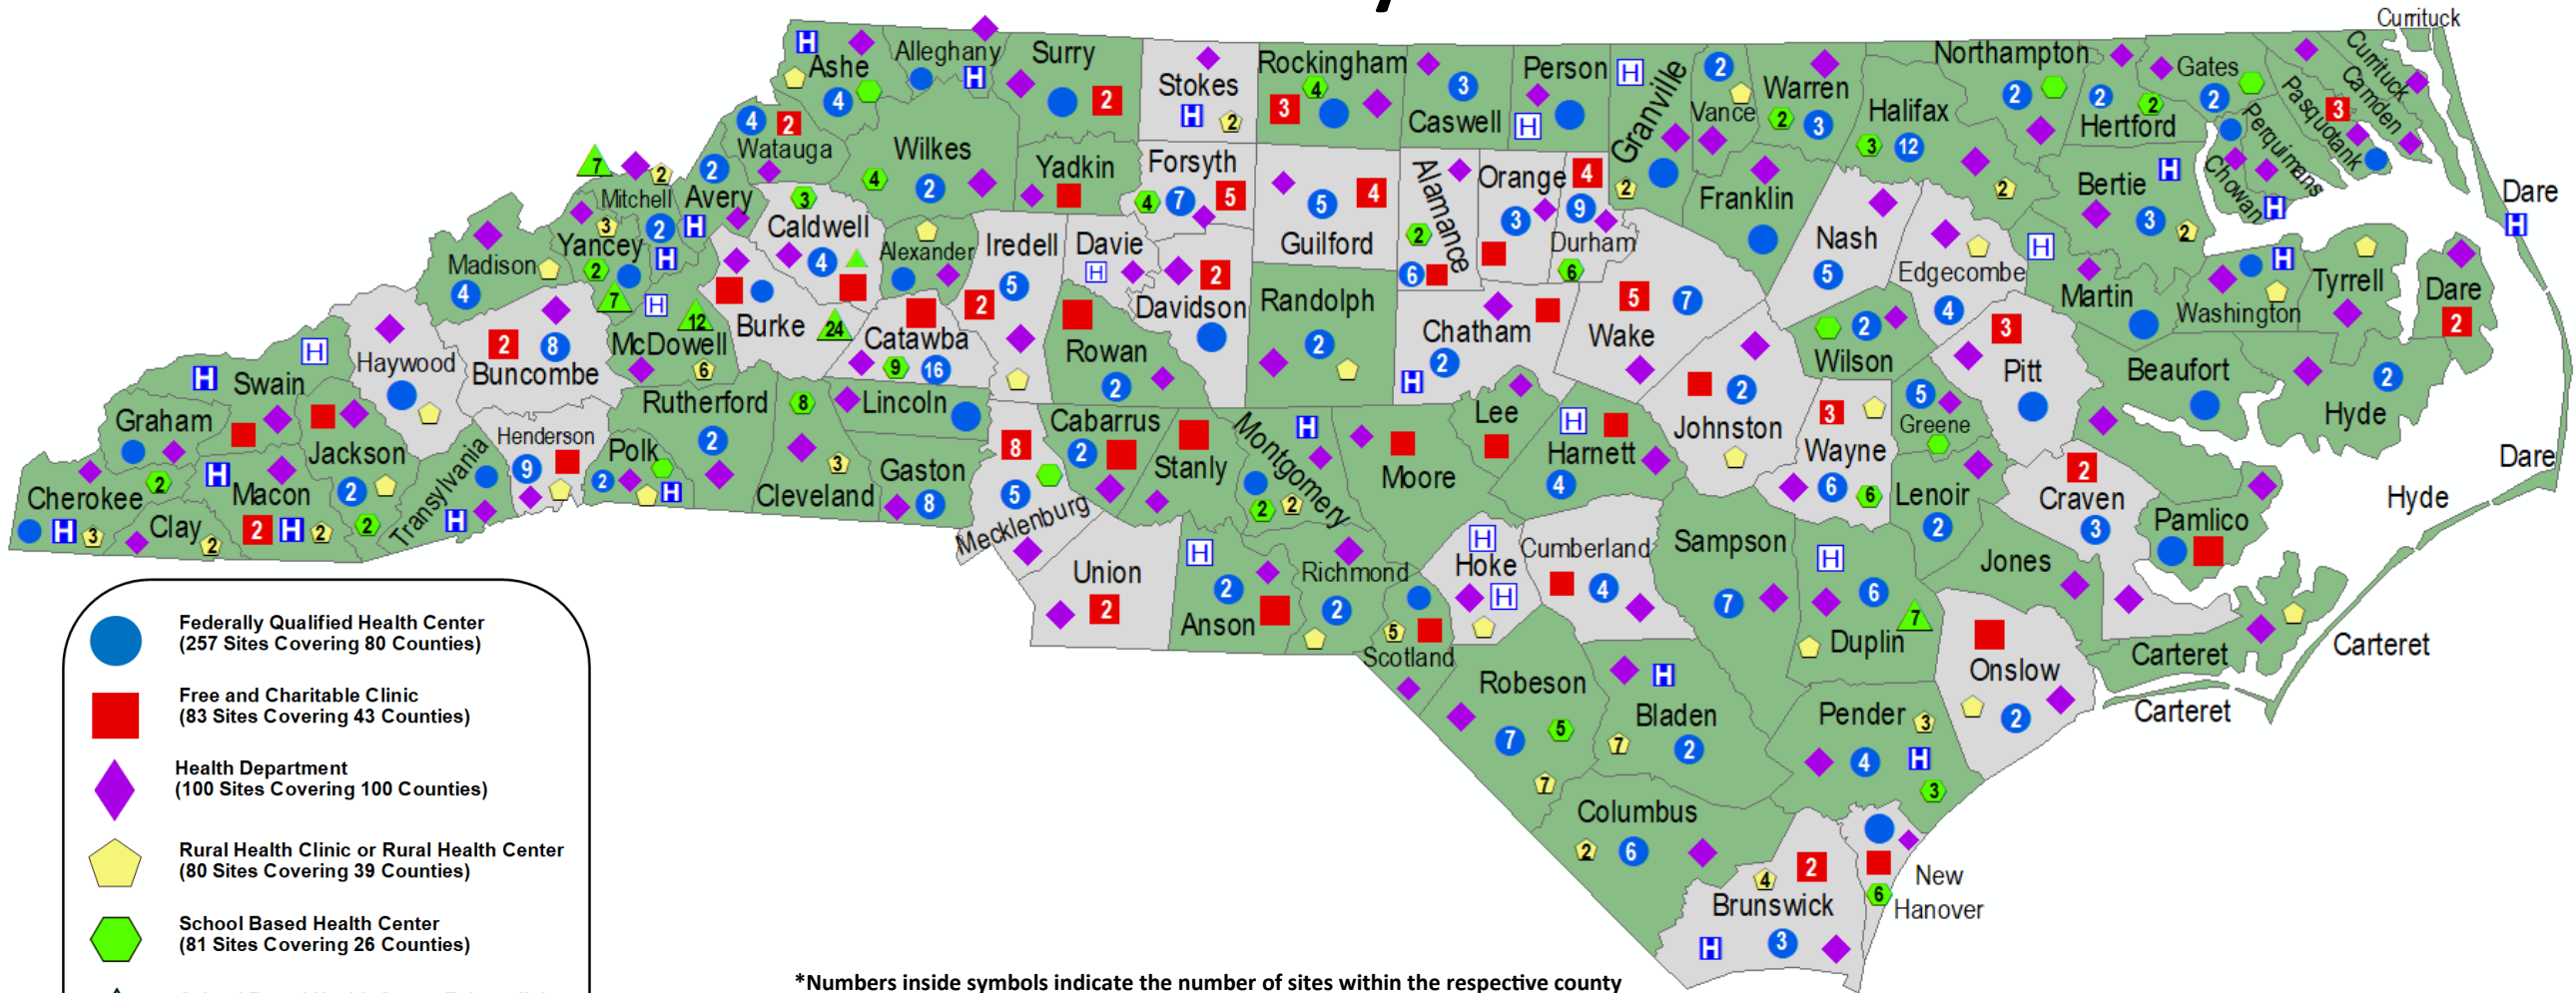 Currituck
Ashe
Alleghany
Surry
Stokes
Rockingham
Caswell
Person
Granville
Vance
Warren
Northampton
Halifax
Hertford
Gates
Currituck
Camden
Pasquotank
Perquimans
Chowan
Watauga
Wilkes
Yadkin
Forsyth
Guilford
Alamance
Orange
Durham
Franklin
Nash
Edgecombe
Bertie
Martin
Washington
Tyrrell
Dare
Dare
Mitchell
Avery
Yancey
Madison
Caldwell
Alexander
Iredell
Davie
Davidson
Randolph
Chatham
Wake
Wilson
Pitt
Beaufort
Hyde
Haywood
Buncombe
McDowell
Burke
Catawba
Rowan
Johnston
Wayne
Greene
Lenoir
Craven
Pamlico
Dare
Hyde
Swain
Graham
Cherokee
Clay
Macon
Jackson
Transylvania
Henderson
Polk
Rutherford
Cleveland
Lincoln
Gaston
Mecklenburg
Cabarrus
Stanly
Montgomery
Moore
Lee
Harnett
Union
Anson
Richmond
Scotland
Hoke
Cumberland
Sampson
Duplin
Jones
Onslow
Carteret
Carteret
Carteret
Robeson
Bladen
Pender
Columbus
Brunswick
New
Hanover
Federally Qualified Health Center
(257 Sites Covering 80 Counties)
Free and Charitable Clinic
(83 Sites Covering 43 Counties)
Health Department
(100 Sites Covering 100 Counties)
Rural Health Clinic or Rural Health Center
(80 Sites Covering 39 Counties)
School Based Health Center
(81 Sites Covering 26 Counties)
*Numbers inside symbols indicate the number of sites within the respective county